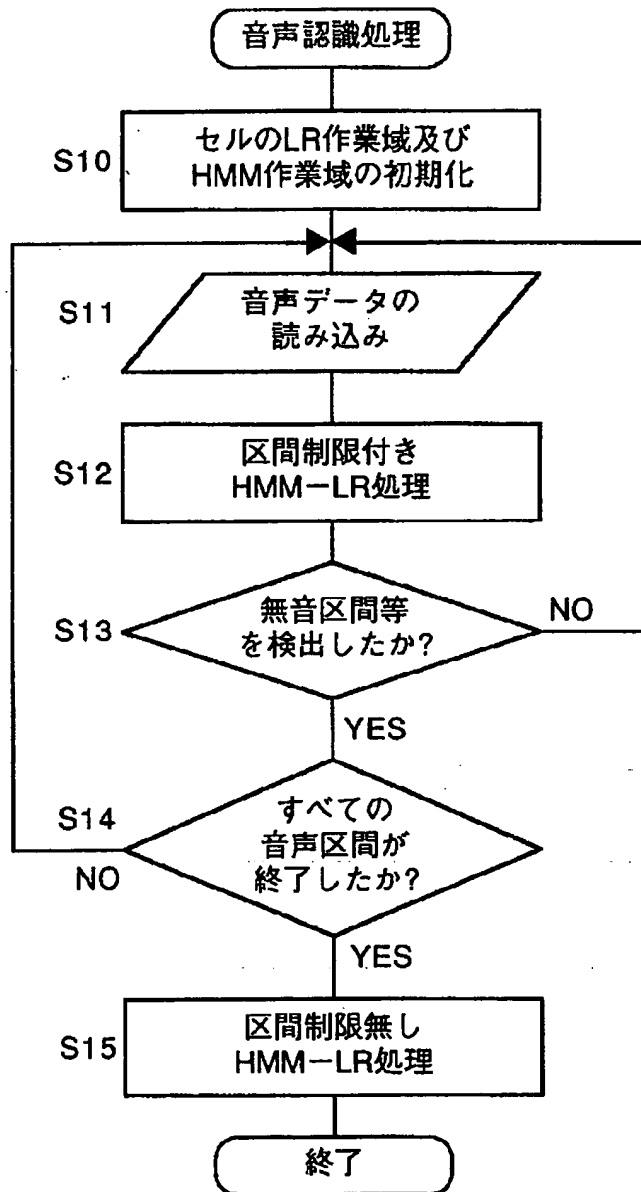 音声認識処理
S10
セルのLR作業域及び
HMM作業域の初期化
S11
音声データの
読み込み
S12
区間制限付き
HMM－LR処理
S13
無音区間等
を検出したか?
NO
YES
S14
すべての
音声区間が
終了したか?
NO
YES
S15
区間制限無し
HMM－LR処理
終了